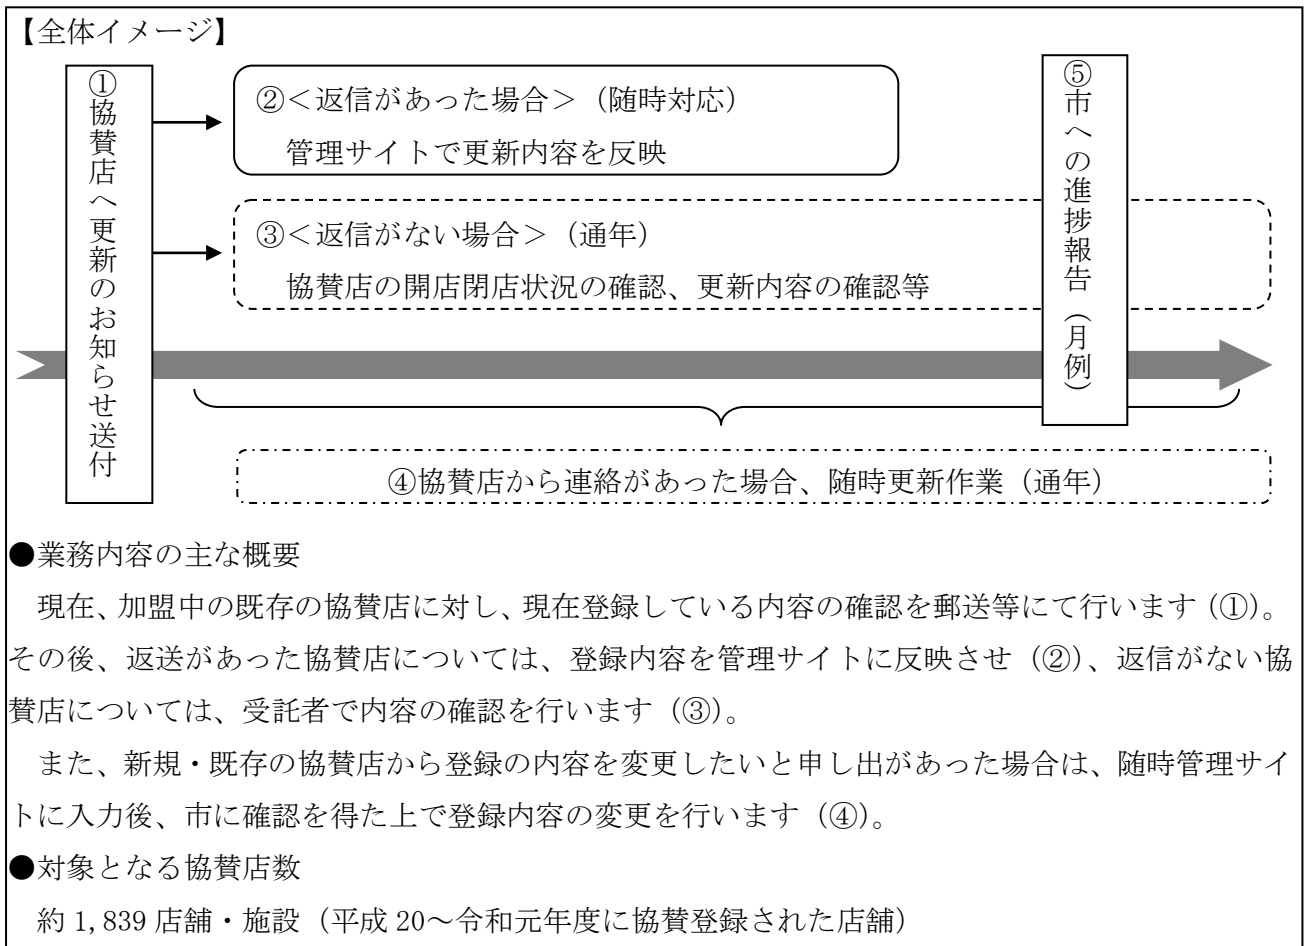 【全体イメージ】
①協賛店へ更新のお知らせ送付
②＜返信があった場合＞（随時対応）
管理サイトで更新内容を反映
③＜返信がない場合＞（通年）
協賛店の開店閉店状況の確認、更新内容の確認等
⑤市への進捗報告（月例）
④協賛店から連絡があった場合、随時更新作業（通年）
●業務内容の主な概要
現在、加盟中の既存の協賛店に対し、現在登録している内容の確認を郵送等にて行います（①）。
その後、返送があった協賛店については、登録内容を管理サイトに反映させ（②）、返信がない協
賛店については、受託者で内容の確認を行います（③）。
また、新規・既存の協賛店から登録の内容を変更したいと申し出があった場合は、随時管理サイ
トに入力後、市に確認を得た上で登録内容の変更を行います（④）。
●対象となる協賛店数
約 1,839 店舗・施設（平成 20～令和元年度に協賛登録された店舗）